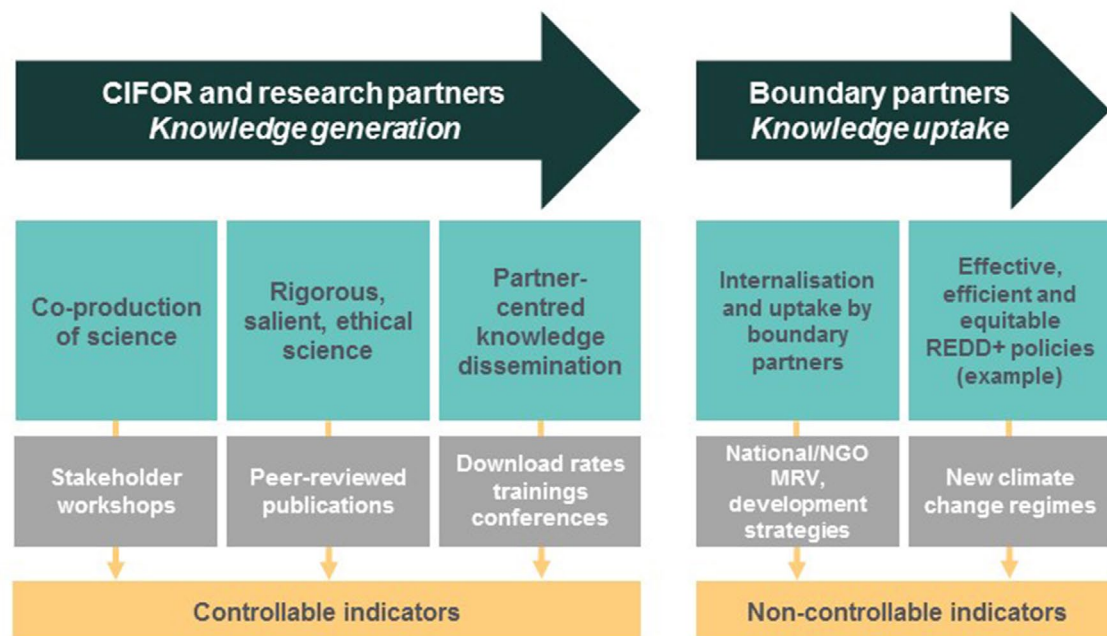 CIFOR and research partners
Knowledge generation
Boundary partners
Knowledge uptake
Co-production
of science
Rigorous,
salient, ethical
science
Partner-
centred
knowledge
dissemination
Internalisation
and uptake by
boundary
partners
Effective,
efficient and
equitable
REDD+ policies
(example)
Stakeholder
workshops
Peer-reviewed
publications
Download rates
trainings
conferences
National/NGO
MRV,
development
strategies
New climate
change regimes
Controllable indicators
Non-controllable indicators